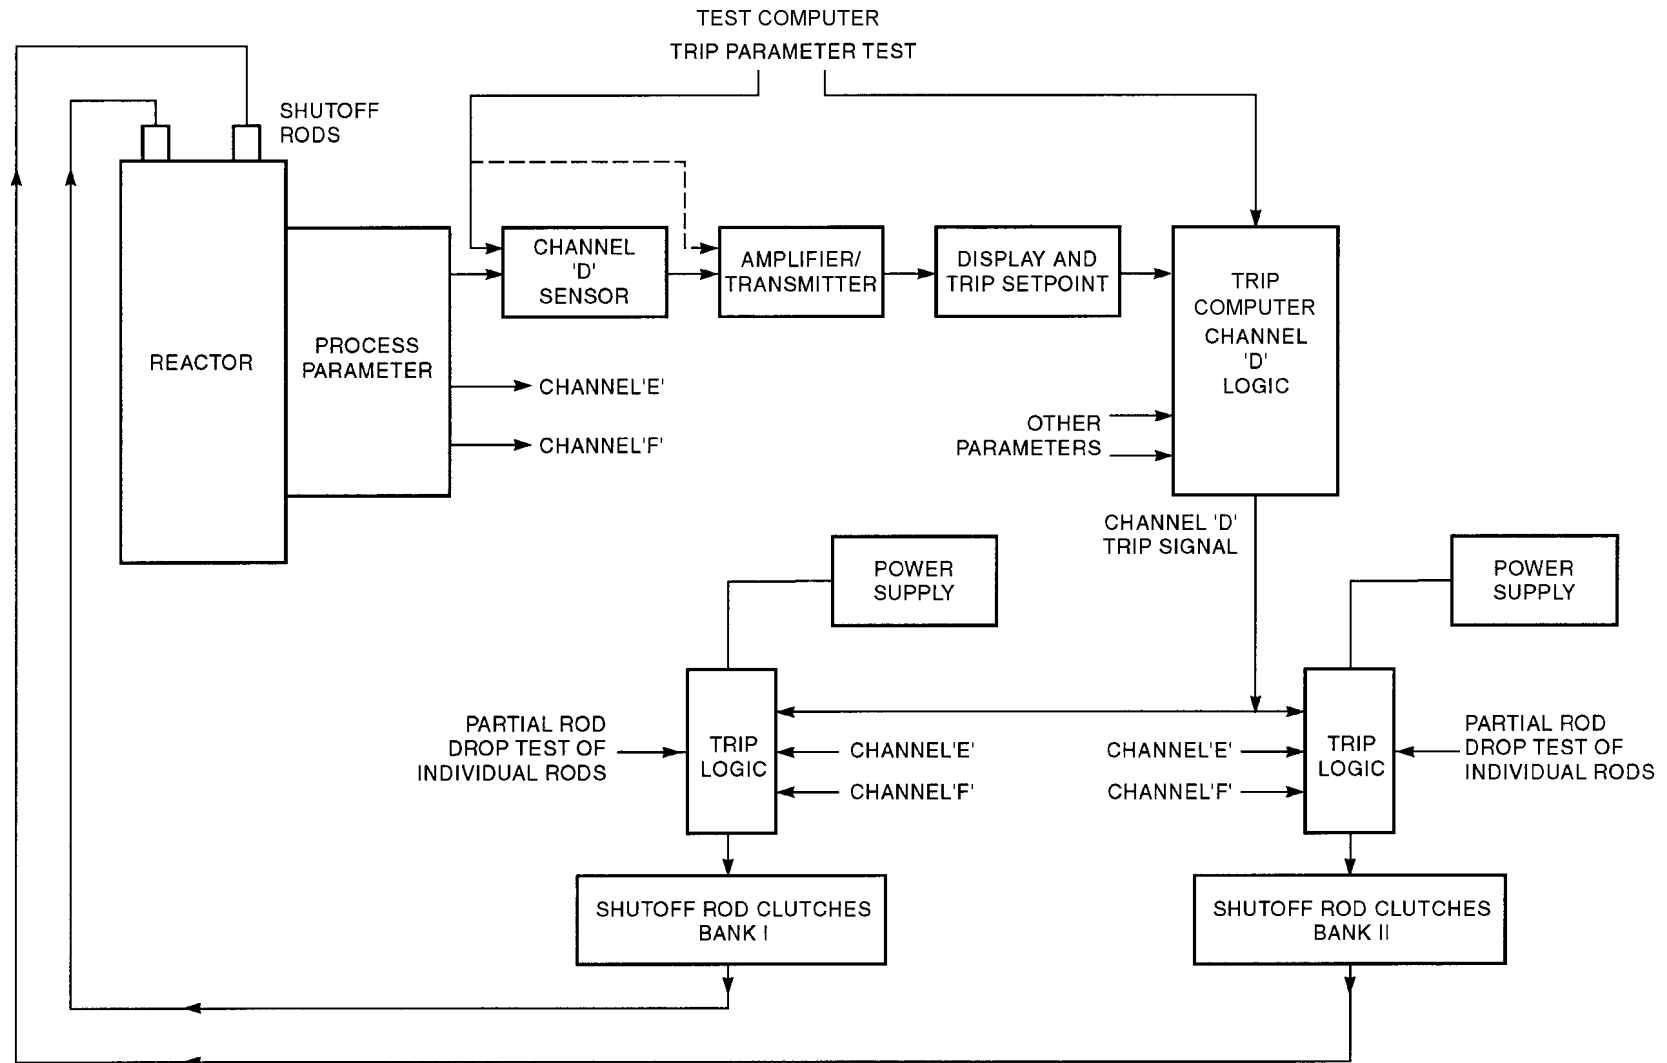 TEST COMPUTER
TRIP PARAMETER TEST
SHUTOFF
RODS
CHANNEL
'D'
SENSOR
AMPLIFIER/
TRANSMITTER
DISPLAY AND
TRIP SETPOINT
TRIP
COMPUTER
CHANNEL
'D'
LOGIC
REACTOR
PROCESS
PARAMETER
CHANNEL'E'
CHANNEL'F'
OTHER
PARAMETERS
CHANNEL 'D'
TRIP SIGNAL
POWER
SUPPLY
POWER
SUPPLY
PARTIAL ROD
DROP TEST OF
INDIVIDUAL RODS
TRIP
LOGIC
CHANNEL'E'
CHANNEL'F'
CHANNEL'E'
CHANNEL'F'
TRIP
LOGIC
PARTIAL ROD
DROP TEST OF
INDIVIDUAL RODS
SHUTOFF ROD CLUTCHES
BANK I
SHUTOFF ROD CLUTCHES
BANK II